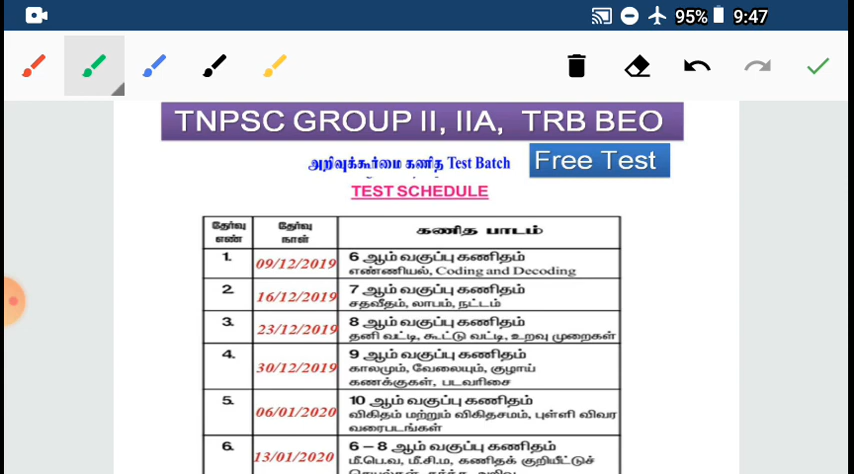 95% 9:47
TNPSC GROUP II, IIA, TRB BEO
அறிவுக்கூர்மை கணித Test Batch Free Test
TEST SCHEDULE
தேர்வு எண் தேர்வு நாள் கணித பாடம்
1. 09/12/2019 6 ஆம் வகுப்பு கணிதம்
எண்ணியல், Coding and Decoding
2. 16/12/2019 7 ஆம் வகுப்பு கணிதம்
சதவீதம், லாபம், நட்டம்
3. 23/12/2019 8 ஆம் வகுப்பு கணிதம்
தனி வட்டி, கூட்டு வட்டி, உறவு முறைகள்
4. 30/12/2019 9 ஆம் வகுப்பு கணிதம்
காலமும், வேலையும், குழாய்
கணக்குகள், படவரிசை
5. 06/01/2020 10 ஆம் வகுப்பு கணிதம்
விகிதம் மற்றும் விகிதசமம், புள்ளி விவர
வரைபடங்கள்
6. 13/01/2020 6 – 8 ஆம் வகுப்பு கணிதம்
மீ.பெ.வ, மீ.சி.ம, கணிதக் குறியீட்டுச்